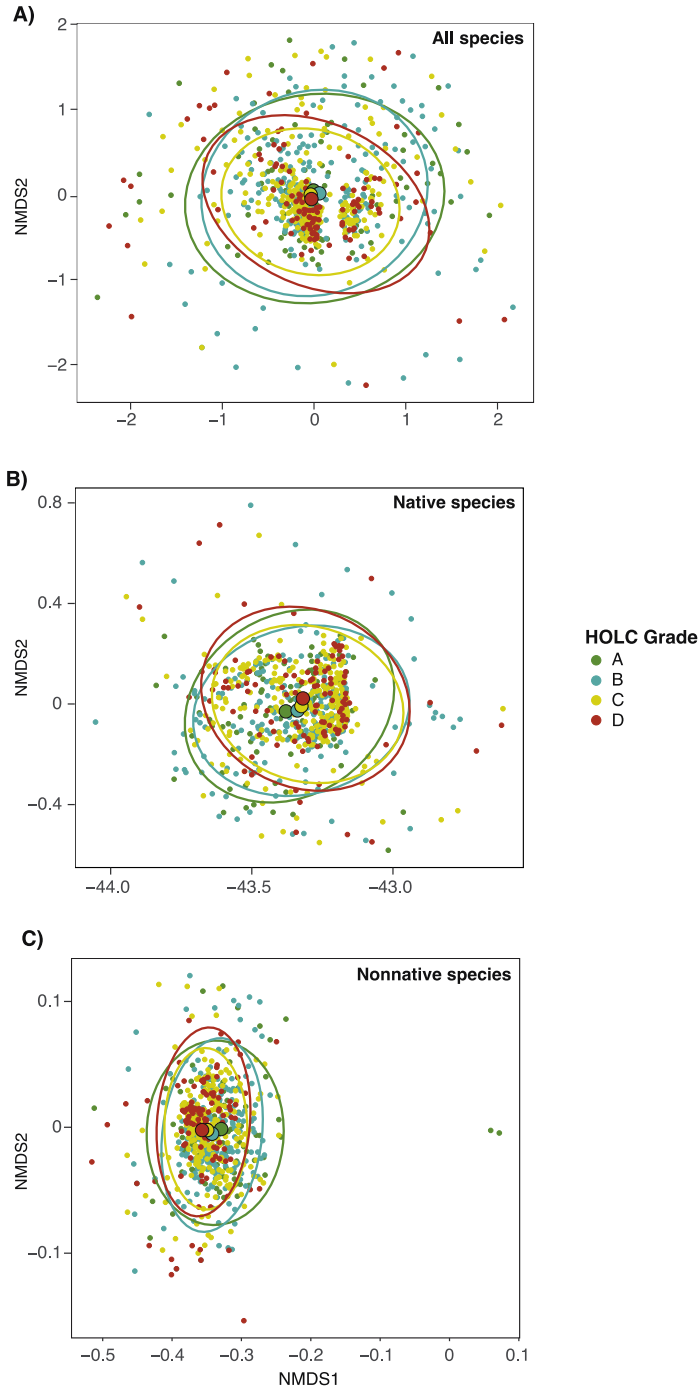 A)
All species
2
1
0
−1
−2
NMDS2
−2
−1
0
1
2
B)
Native species
0.8
0.4
0
−0.4
NMDS2
−44.0
−43.5
−43.0
HOLC Grade
A
B
C
D
C)
Nonnative species
0.1
0
−0.1
NMDS2
−0.5
−0.4
−0.3
−0.2
−0.1
0
0.1
NMDS1